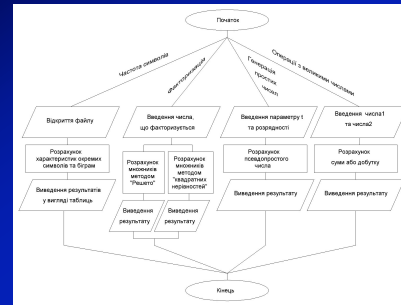 Початок
Частота символів
Факторизація
Генерація
простих
чисел
Операції з великими числами
Відкриття файлу
Введення числа,
що факторизується
Введення параметру t
та розрядності
Введення числа1
та числа2
Розрахунок
характеристик окремих
символів та біграм
Розрахунок
множників
методом
"Решето"
Розрахунок
множників
методом
"квадратних
нерівностей"
Розрахунок
псевдопростого
числа
Розрахунок
суми або добутку
Виведення результатів
у вигляді таблиць
Виведення
результату
Виведення
результату
Виведення результату
Виведення результату
Кінець